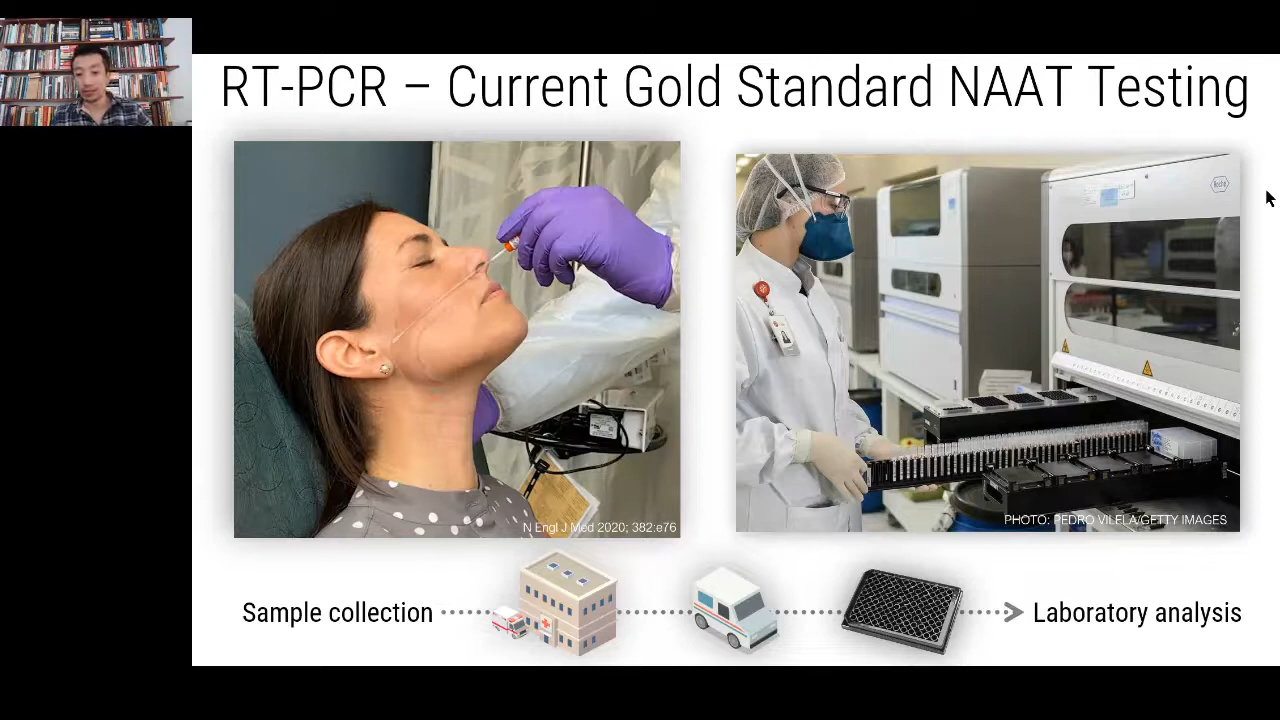 RT-PCR – Current Gold Standard NAAT Testing
N Engl J Med 2020; 382:e76
Roche
PHOTO: PEDRO VILELA/GETTY IMAGES
Sample collection
Laboratory analysis